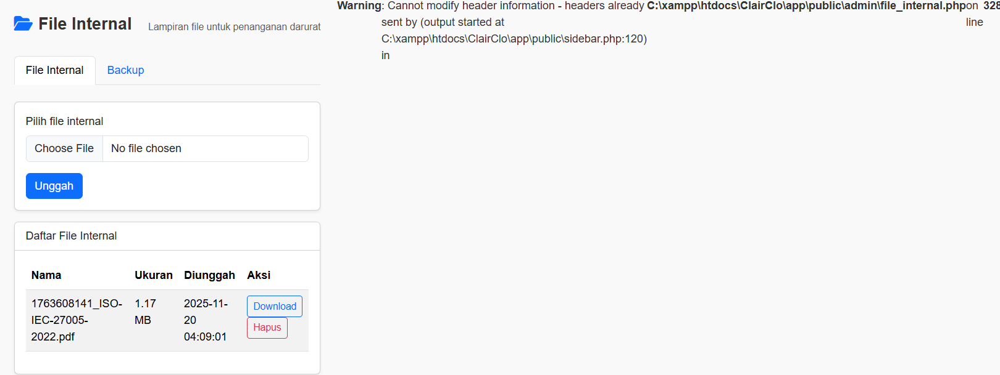 File Internal
Lampiran file untuk penanganan darurat
File Internal
Backup
Pilih file internal
Choose File
No file chosen
Unggah
Daftar File Internal
Nama Ukuran Diunggah Aksi
1763608141_ISO-
IEC-27005-
2022.pdf
1.17
MB
2025-11-
20
04:09:01
Download
Hapus
Warning: Cannot modify header information - headers already
sent by (output started at
C:\xampp\htdocs\ClairClo\app\public\sidebar.php:120)
in
C:\xampp\htdocs\ClairClo\app\public\admin\file_internal.php
on
line
328